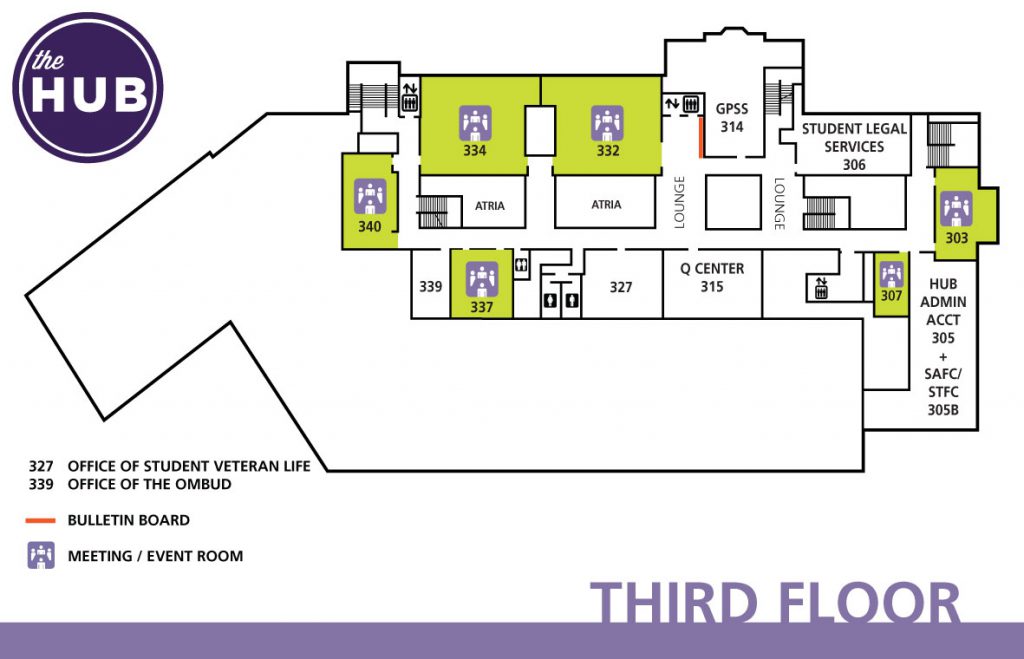 the
HUB
334
332
GPSS
314
STUDENT LEGAL
SERVICES
306
340
ATRIA
ATRIA
LOUNGE
LOUNGE
303
339
337
327
Q CENTER
315
307
HUB
ADMIN
ACCT
305
+
SAFC/
STFC
305B
327 OFFICE OF STUDENT VETERAN LIFE
339 OFFICE OF THE OMBUD
BULLETIN BOARD
MEETING / EVENT ROOM
THIRD FLOOR